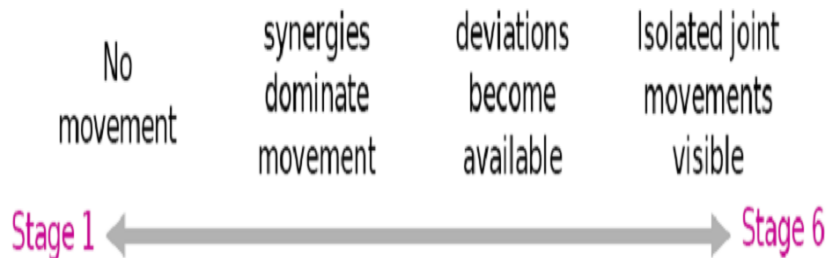 No
movement
synergies
dominate
movement
deviations
become
available
Isolated joint
movements
visible
Stage 1
Stage 6